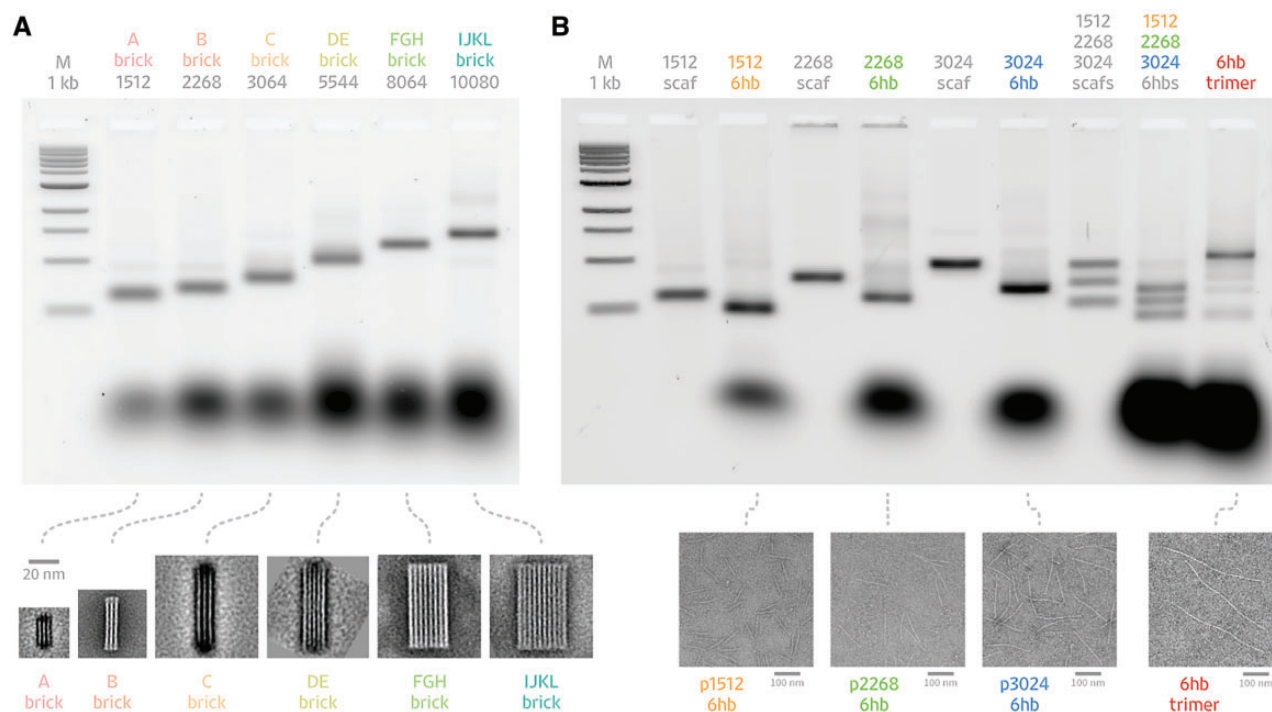 A
M
1 kb
A
brick
1512
B
brick
2268
C
brick
3064
DE
brick
5544
FGH
brick
8064
IJKL
brick
10080
20 nm
A
brick
B
brick
C
brick
DE
brick
FGH
brick
IJKL
brick
B
M
1 kb
1512
scaf
1512
6hb
2268
scaf
2268
6hb
3024
scaf
3024
6hb
1512
2268
3024
scafs
1512
2268
3024
6hbs
6hb
trimer
100 nm
100 nm
100 nm
100 nm
p1512
6hb
p2268
6hb
p3024
6hb
6hb
trimer